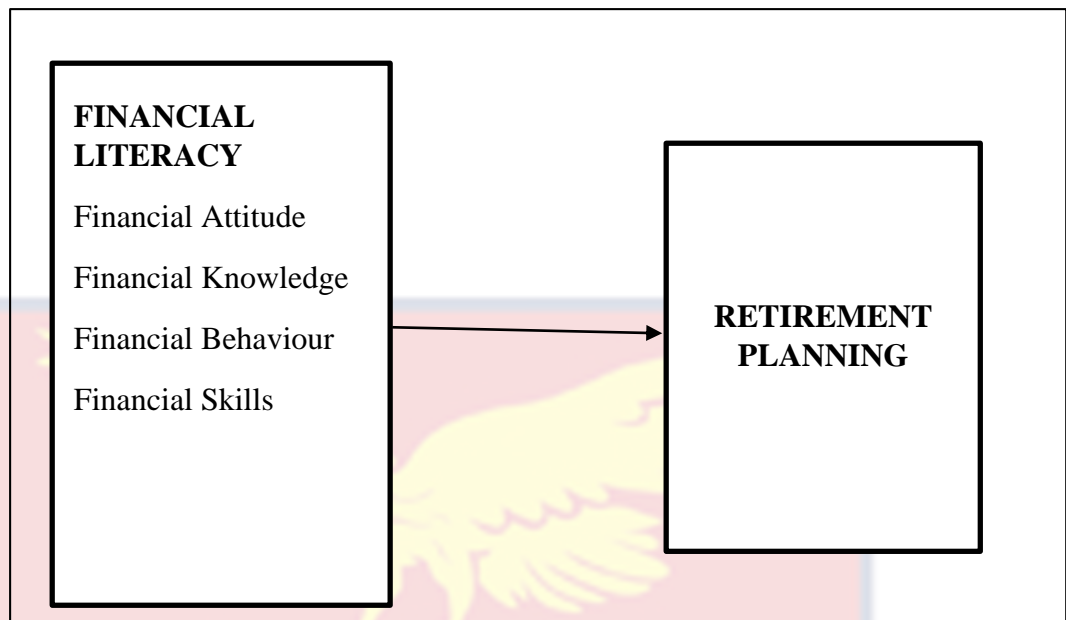 FINANCIAL
LITERACY
Financial Attitude
Financial Knowledge
Financial Behaviour
Financial Skills
RETIREMENT
PLANNING